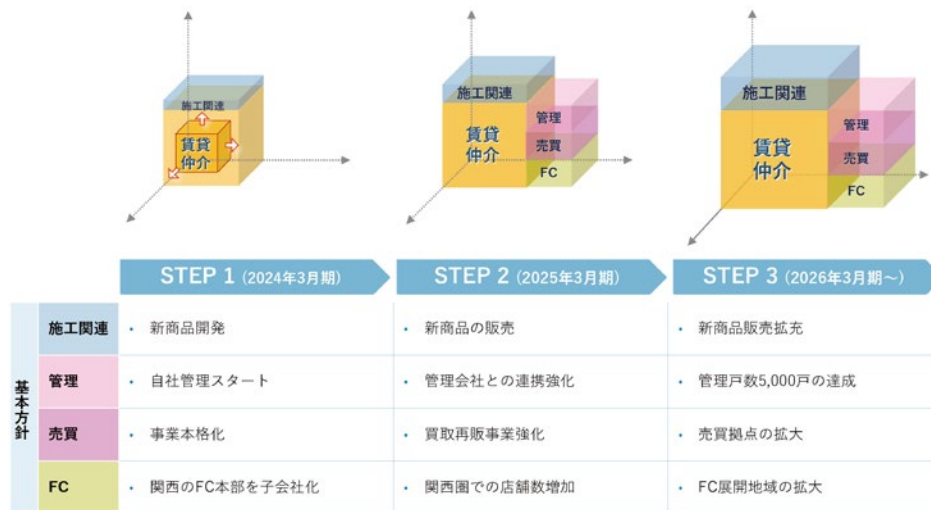 施工関連
賃貸
仲介
施工関連
賃貸
仲介
管理
売買
FC
施工関連
賃貸
仲介
管理
売買
FC
STEP 1 (2024年3月期)
STEP 2 (2025年3月期)
STEP 3 (2026年3月期～)
基本方針
施工関連
・ 新商品開発
・ 新商品の販売
・ 新商品販売拡充
管理
・ 自社管理スタート
・ 管理会社との連携強化
・ 管理戸数5,000戸の達成
売買
・ 事業本格化
・ 買取再販事業強化
・ 売買拠点の拡大
FC
・ 関西のFC本部を子会社化
・ 関西圏での店舗数増加
・ FC展開地域の拡大